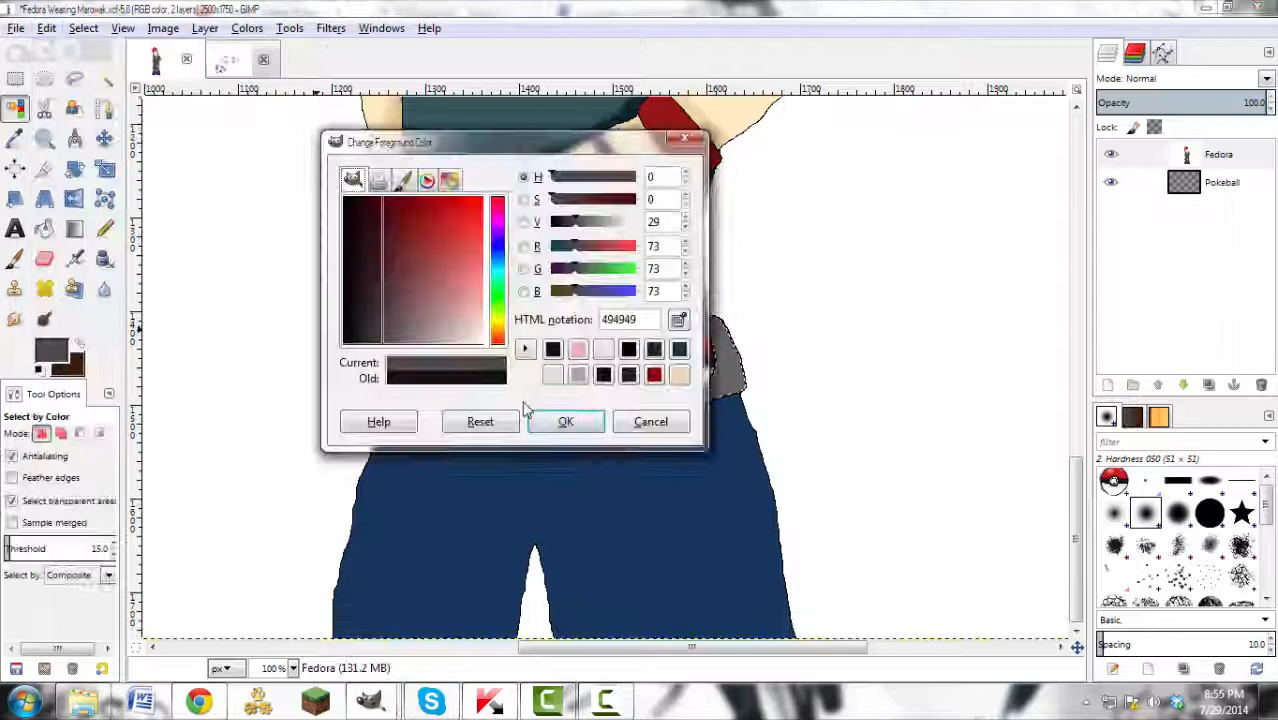 *Fedora Wearing Marowak.xcf-5.0 (RGB color, 2 layers) 2500x1750 – GIMP
File Edit Select View Image Layer Colors Tools Filters Windows Help
1000 1100 1200 1300 1400 1500 1600 1700 1800 1900
Mode: Normal
Opacity 100.0
Lock:
Fedora
Pokeball
Change Foreground Color
H 0
S 0
V 29
R 73
G 73
B 73
HTML notation: 494949
Current:
Old:
Help Reset OK Cancel
Tool Options
Select by Color
Mode:
Antialiasing
Feather edges
Select transparent areas
Sample merged
Threshold 15.0
Select by: Composite
filter
2. Hardness 050 (51 × 51)
Basic.
Spacing 10.0
px 100% Fedora (131.2 MB)
8:55 PM
7/29/2014